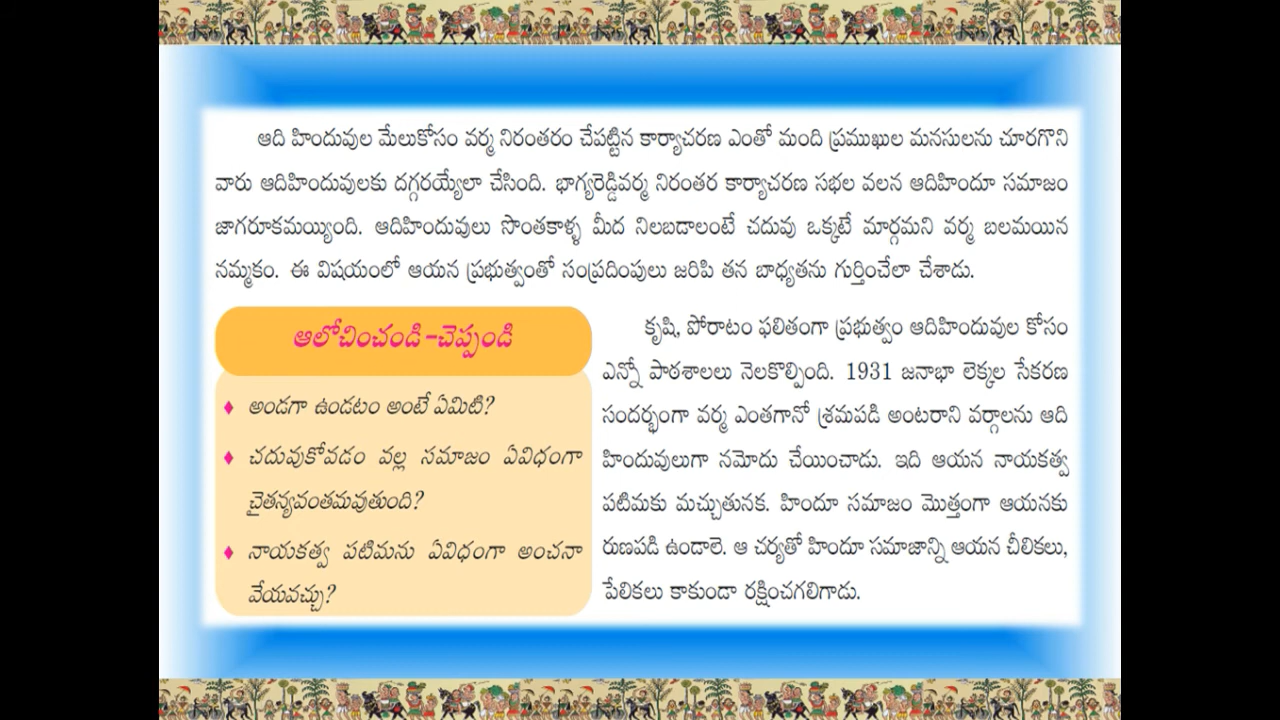 ఆది హిందువుల మేలుకోసం వర్మ నిరంతరం చేపట్టిన కార్యాచరణ ఎంతో మంది ప్రముఖుల మనసులను చూరగొని
వారు ఆదిహిందువులకు దగ్గరయ్యేలా చేసింది. భాగ్యరెడ్డివర్మ నిరంతర కార్యాచరణ సభల వలన ఆదిహిందూ సమాజం
జాగరూకమయ్యింది. ఆదిహిందువులు సొంతకాళ్ళ మీద నిలబడాలంటే చదువు ఒక్కటే మార్గమని వర్మ బలమయిన
నమ్మకం. ఈ విషయంలో ఆయన ప్రభుత్వంతో సంప్రదింపులు జరిపి తన బాధ్యతను గుర్తించేలా చేశాడు.
ఆలోచించండి-చెప్పండి
♦ అండగా ఉండటం అంటే ఏమిటి?
♦ చదువుకోవడం వల్ల సమాజం ఏవిధంగా
చైతన్యవంతమవుతుంది?
♦ నాయకత్వ పటిమను ఏవిధంగా అంచనా
వేయవచ్చు?
కృషి, పోరాటం ఫలితంగా ప్రభుత్వం ఆదిహిందువుల కోసం
ఎన్నో పాఠశాలలు నెలకొల్పింది. 1931 జనాభా లెక్కల సేకరణ
సందర్భంగా వర్మ ఎంతగానో శ్రమపడి అంటరాని వర్గాలను ఆది
హిందువులుగా నమోదు చేయించాడు. ఇది ఆయన నాయకత్వ
పటిమకు మచ్చుతునక. హిందూ సమాజం మొత్తంగా ఆయనకు
రుణపడి ఉండాలె. ఆ చర్యతో హిందూ సమాజాన్ని ఆయన చీలికలు,
పేలికలు కాకుండా రక్షించగలిగాడు.